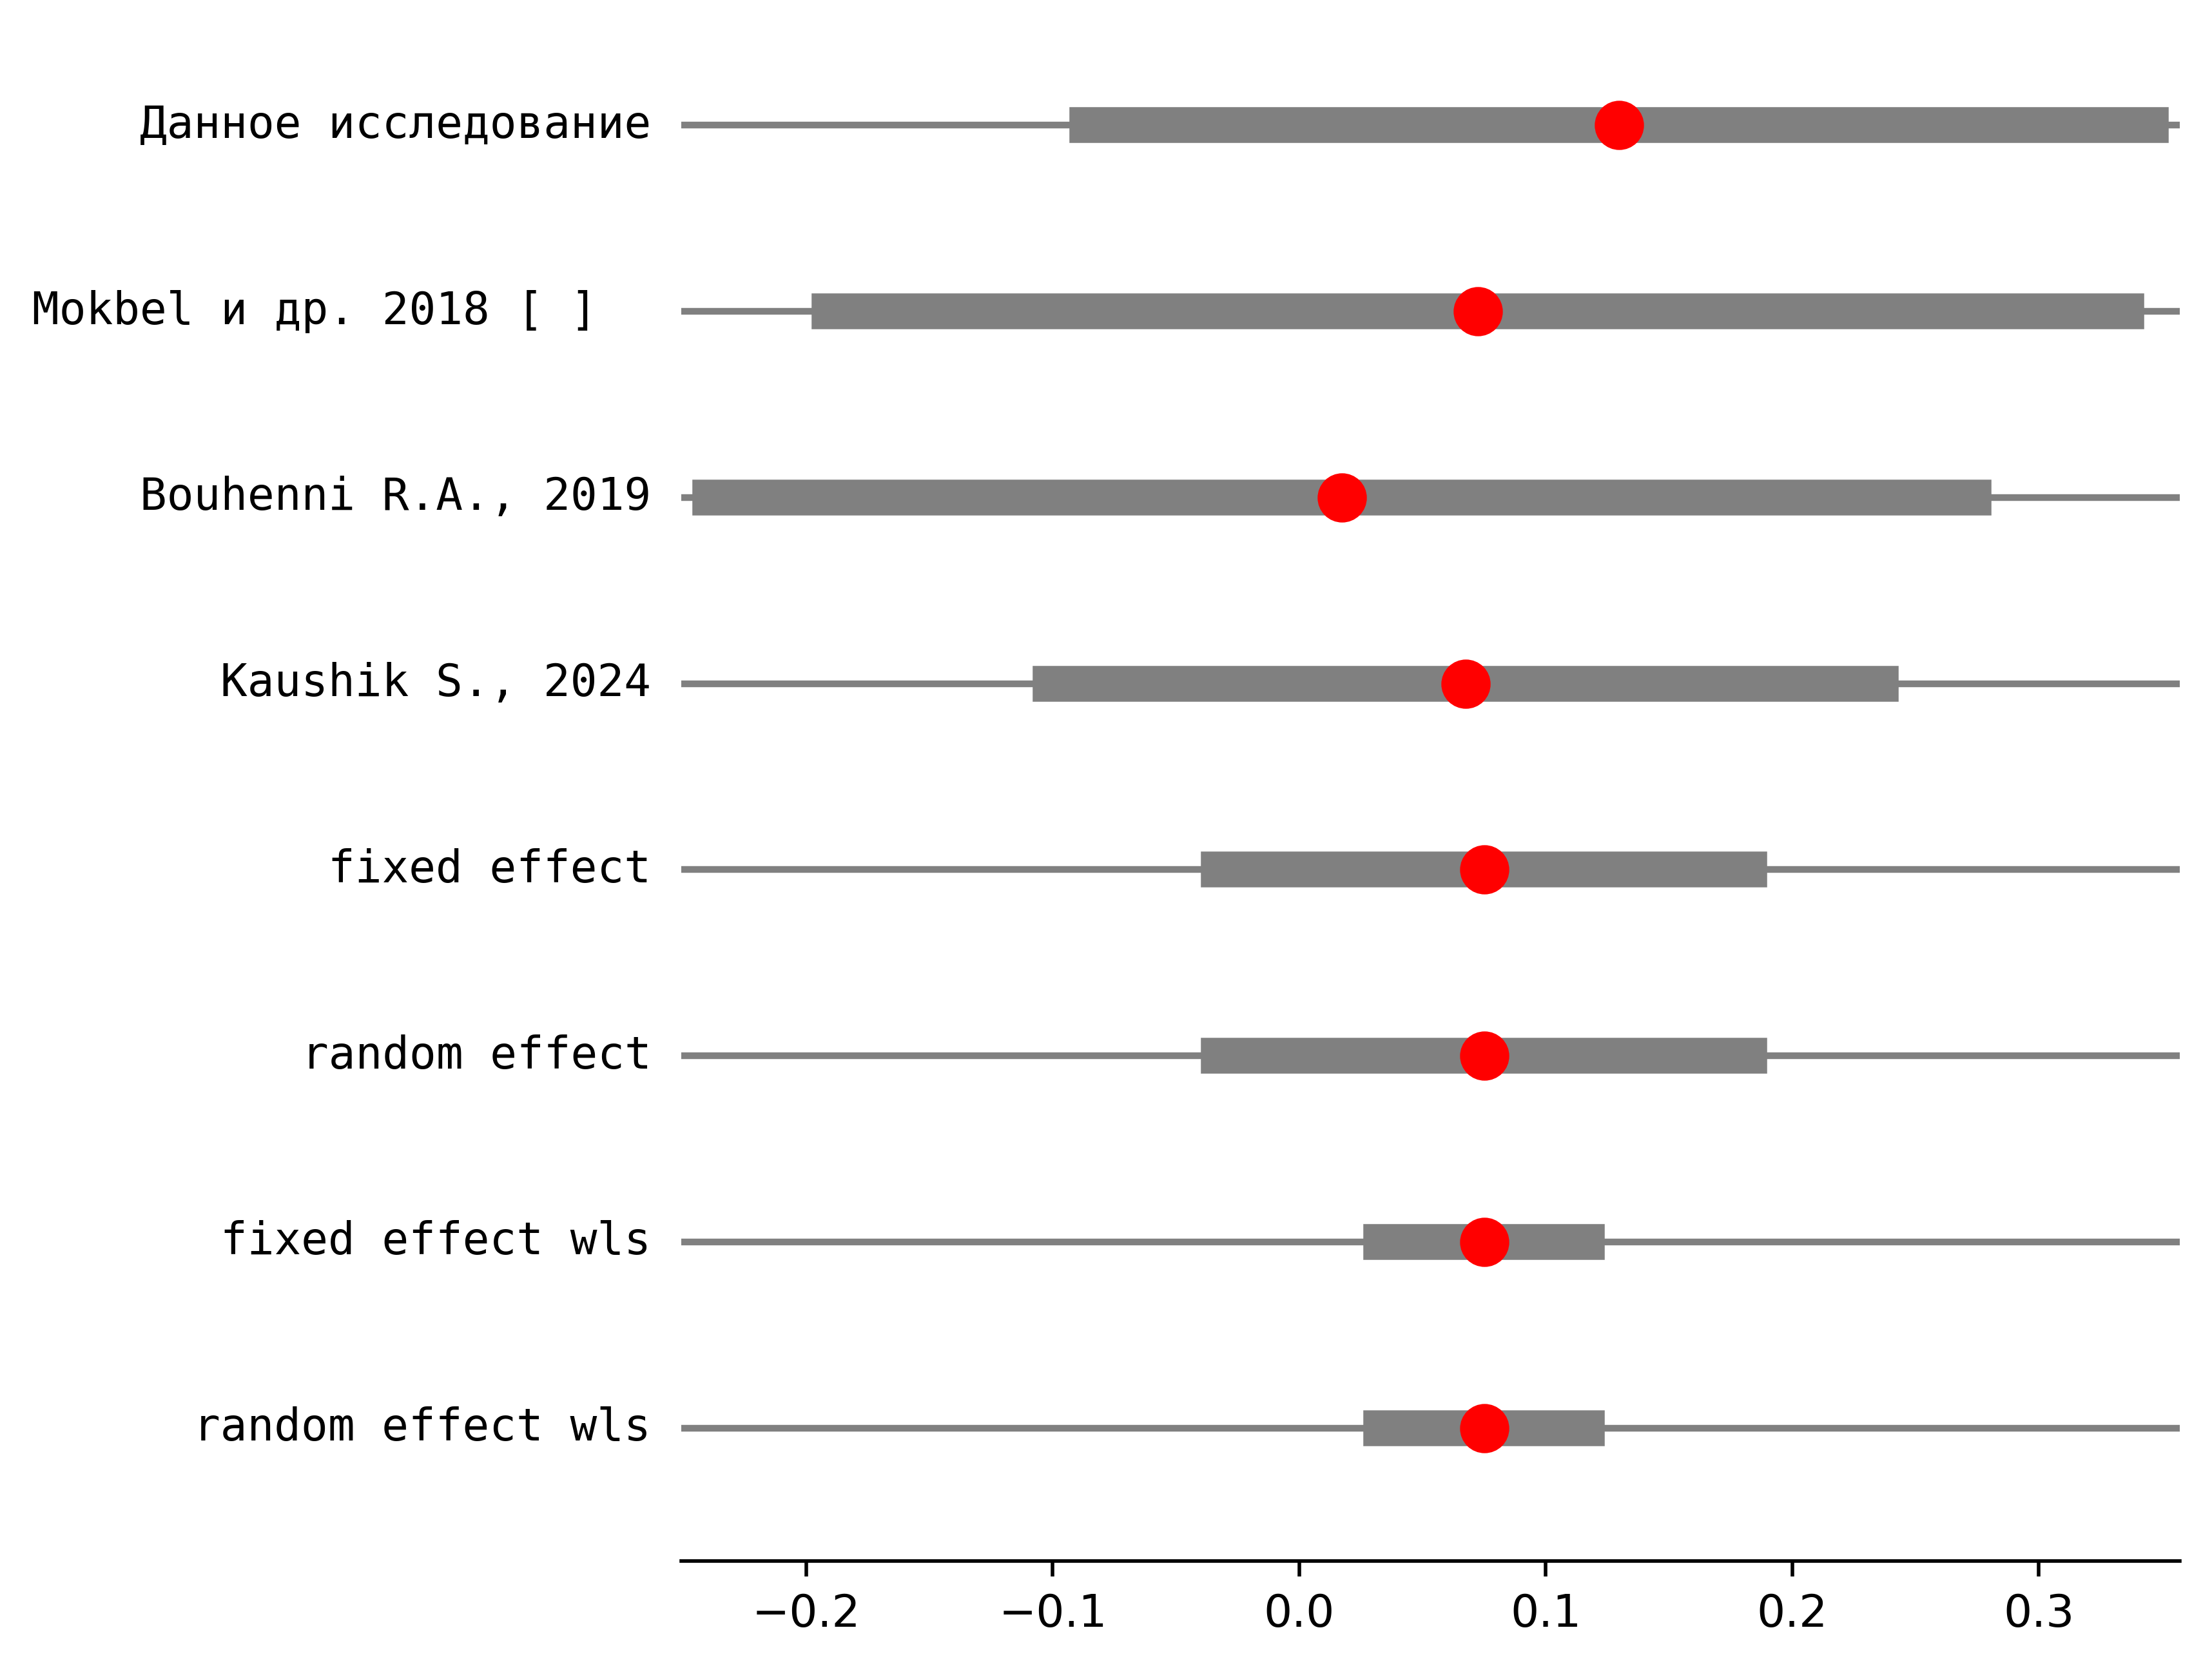 Данное исследование
Mokbel и др. 2018 [ ]
Bouhenni R.A., 2019
Kaushik S., 2024
fixed effect
random effect
fixed effect wls
random effect wls
−0.2 −0.1 0.0 0.1 0.2 0.3